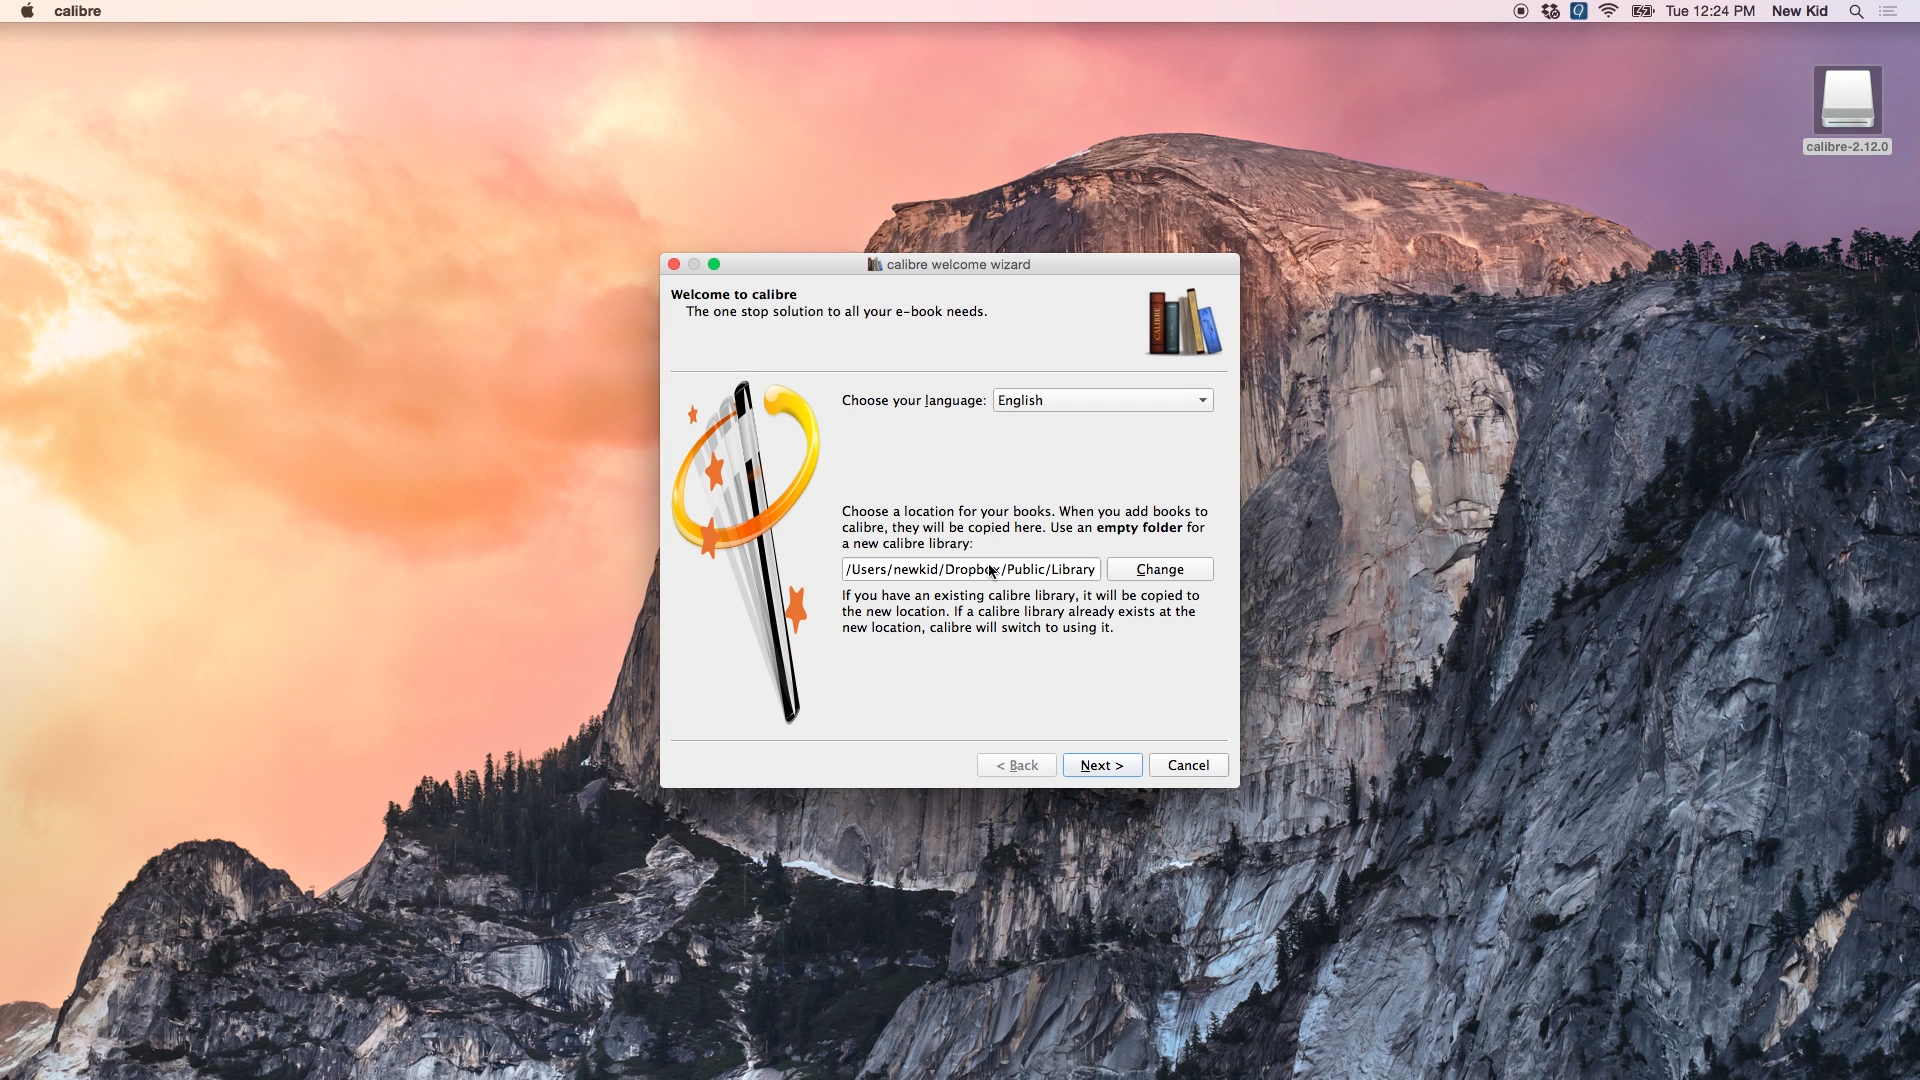 calibre
Tue 12:24 PM New Kid
calibre-2.12.0
calibre welcome wizard
Welcome to calibre
The one stop solution to all your e-book needs.
CALIBRE
Choose your language: English
Choose a location for your books. When you add books to
calibre, they will be copied here. Use an empty folder for
a new calibre library:
/Users/newkid/Dropbox/Public/Library Change
If you have an existing calibre library, it will be copied to
the new location. If a calibre library already exists at the
new location, calibre will switch to using it.
< Back Next > Cancel